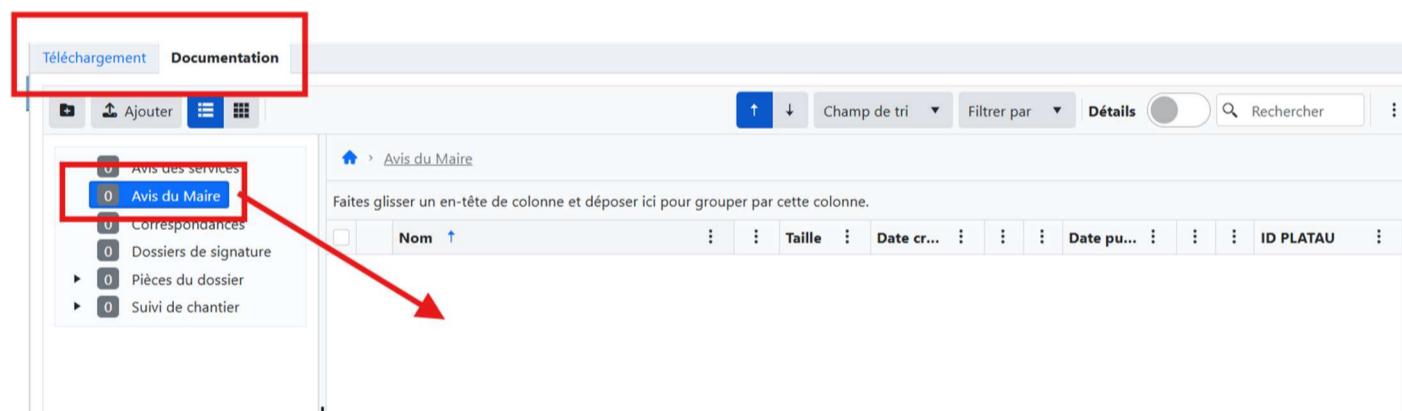 Téléchargement Documentation
Ajouter Champ de tri Filtrer par Détails Rechercher
0 Avis des services
0 Avis du Maire
0 Correspondances
0 Dossiers de signature
0 Pièces du dossier
0 Suivi de chantier
Avis du Maire
Faites glisser un en-tête de colonne et déposer ici pour grouper par cette colonne.
Nom Taille Date cr... Date pu... ID PLATAU